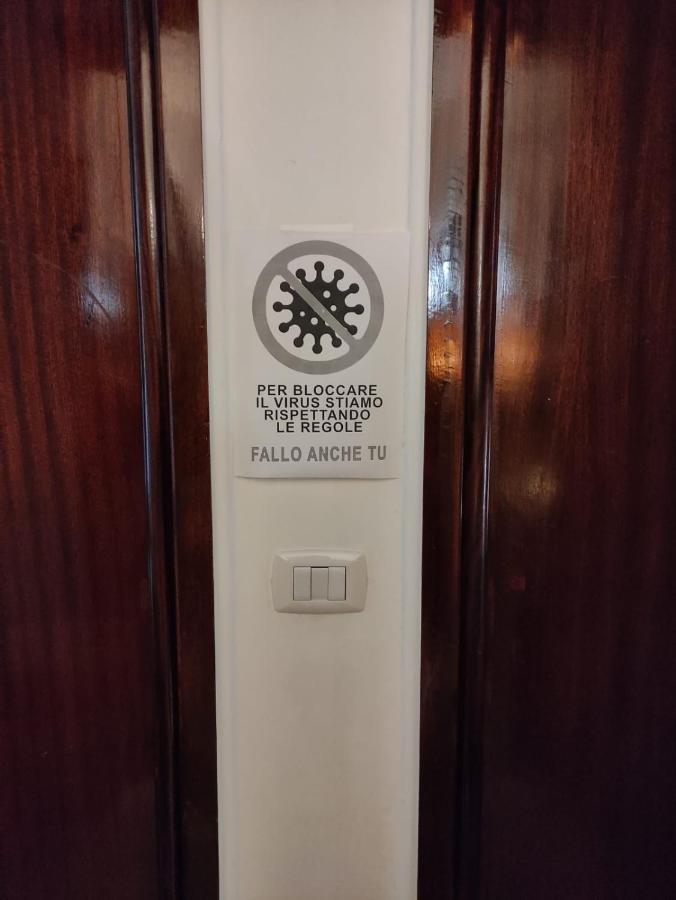 PER BLOCCARE
IL VIRUS STIAMO
RISPETTANDO
LE REGOLE
FALLO ANCHE TU